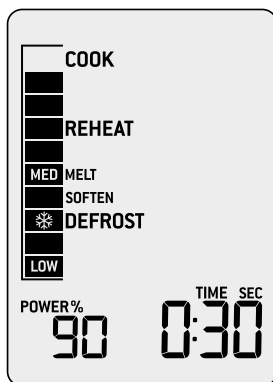 COOK
REHEAT
MED MELT
SOFTEN
DEFROST
LOW
POWER% TIME SEC
90 0:30